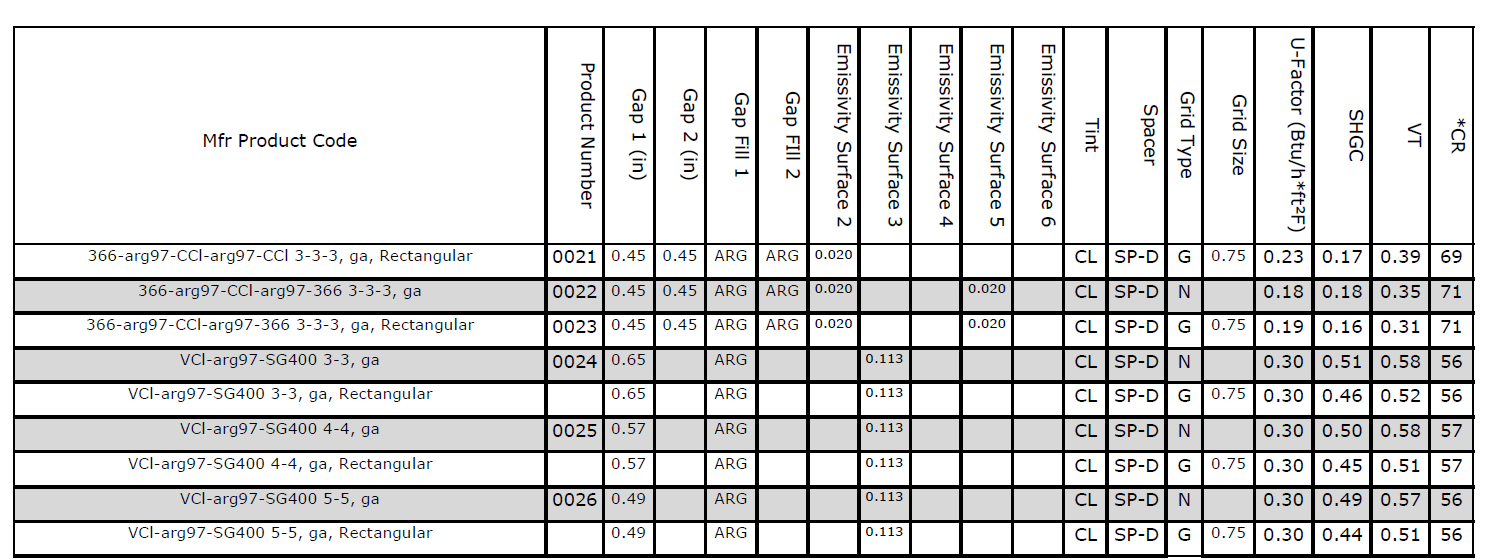 Mfr Product Code Product Number Gap 1 (in) Gap 2 (in) Gap Fill 1 Gap FIll 2 Emissivity Surface 2 Emissivity Surface 3 Emissivity Surface 4 Emissivity Surface 5 Emissivity Surface 6 Tint Spacer Grid Type Grid Size U-Factor (Btu/h*ft²F) SHGC VT *CR
366-arg97-CCl-arg97-CCl 3-3-3, ga, Rectangular 0021 0.45 0.45 ARG ARG 0.020 CL SP-D G 0.75 0.23 0.17 0.39 69
366-arg97-CCl-arg97-366 3-3-3, ga 0022 0.45 0.45 ARG ARG 0.020 0.020 CL SP-D N 0.18 0.18 0.35 71
366-arg97-CCl-arg97-366 3-3-3, ga, Rectangular 0023 0.45 0.45 ARG ARG 0.020 0.020 CL SP-D G 0.75 0.19 0.16 0.31 71
VCl-arg97-SG400 3-3, ga 0024 0.65 ARG 0.113 CL SP-D N 0.30 0.51 0.58 56
VCl-arg97-SG400 3-3, ga, Rectangular 0.65 ARG 0.113 CL SP-D G 0.75 0.30 0.46 0.52 56
VCl-arg97-SG400 4-4, ga 0025 0.57 ARG 0.113 CL SP-D N 0.30 0.50 0.58 57
VCl-arg97-SG400 4-4, ga, Rectangular 0.57 ARG 0.113 CL SP-D G 0.75 0.30 0.45 0.51 57
VCl-arg97-SG400 5-5, ga 0026 0.49 ARG 0.113 CL SP-D N 0.30 0.49 0.57 56
VCl-arg97-SG400 5-5, ga, Rectangular 0.49 ARG 0.113 CL SP-D G 0.75 0.30 0.44 0.51 56